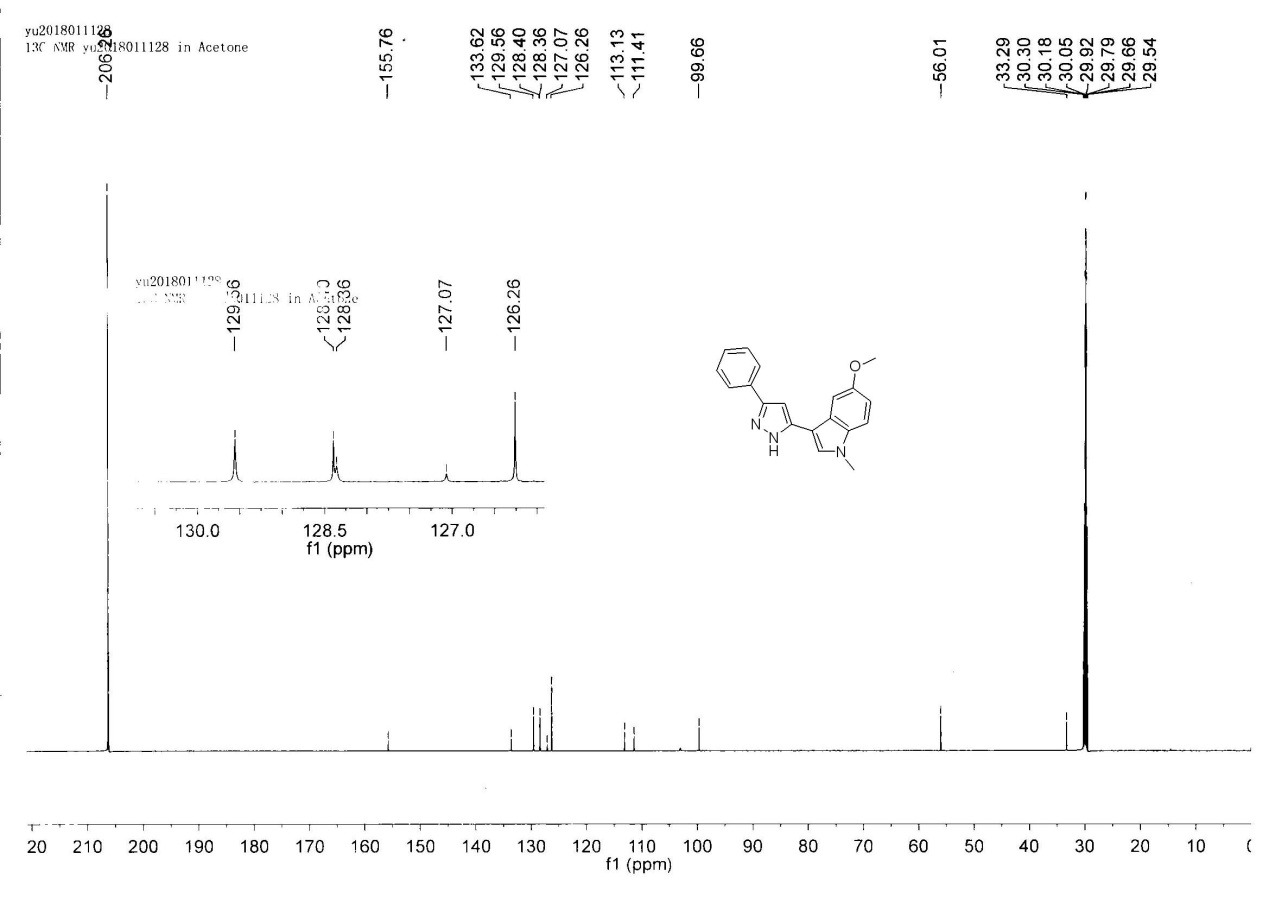 yu2018011128
13C NMR yu2018011128 in Acetone
206.26
155.76
133.62
129.56
128.40
128.36
127.07
126.26
113.13
111.41
99.66
56.01
33.29
30.30
30.18
30.05
29.92
29.79
29.66
29.54
129.56
128.40
128.36
127.07
126.26
130.0 128.5 127.0
f1 (ppm)
O
N
N
H
N
20 210 200 190 180 170 160 150 140 130 120 110 100 90 80 70 60 50 40 30 20 10
f1 (ppm)